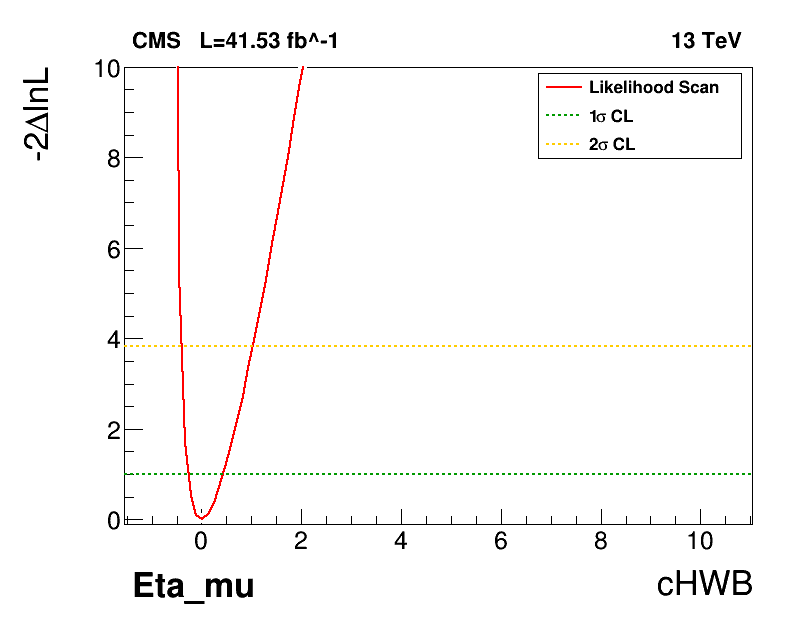 CMS L=41.53 fb^-1 13 TeV
-2ΔlnL
10
8
6
4
2
0
Likelihood Scan
1σ CL
2σ CL
0 2 4 6 8 10
Eta_mu cHWB